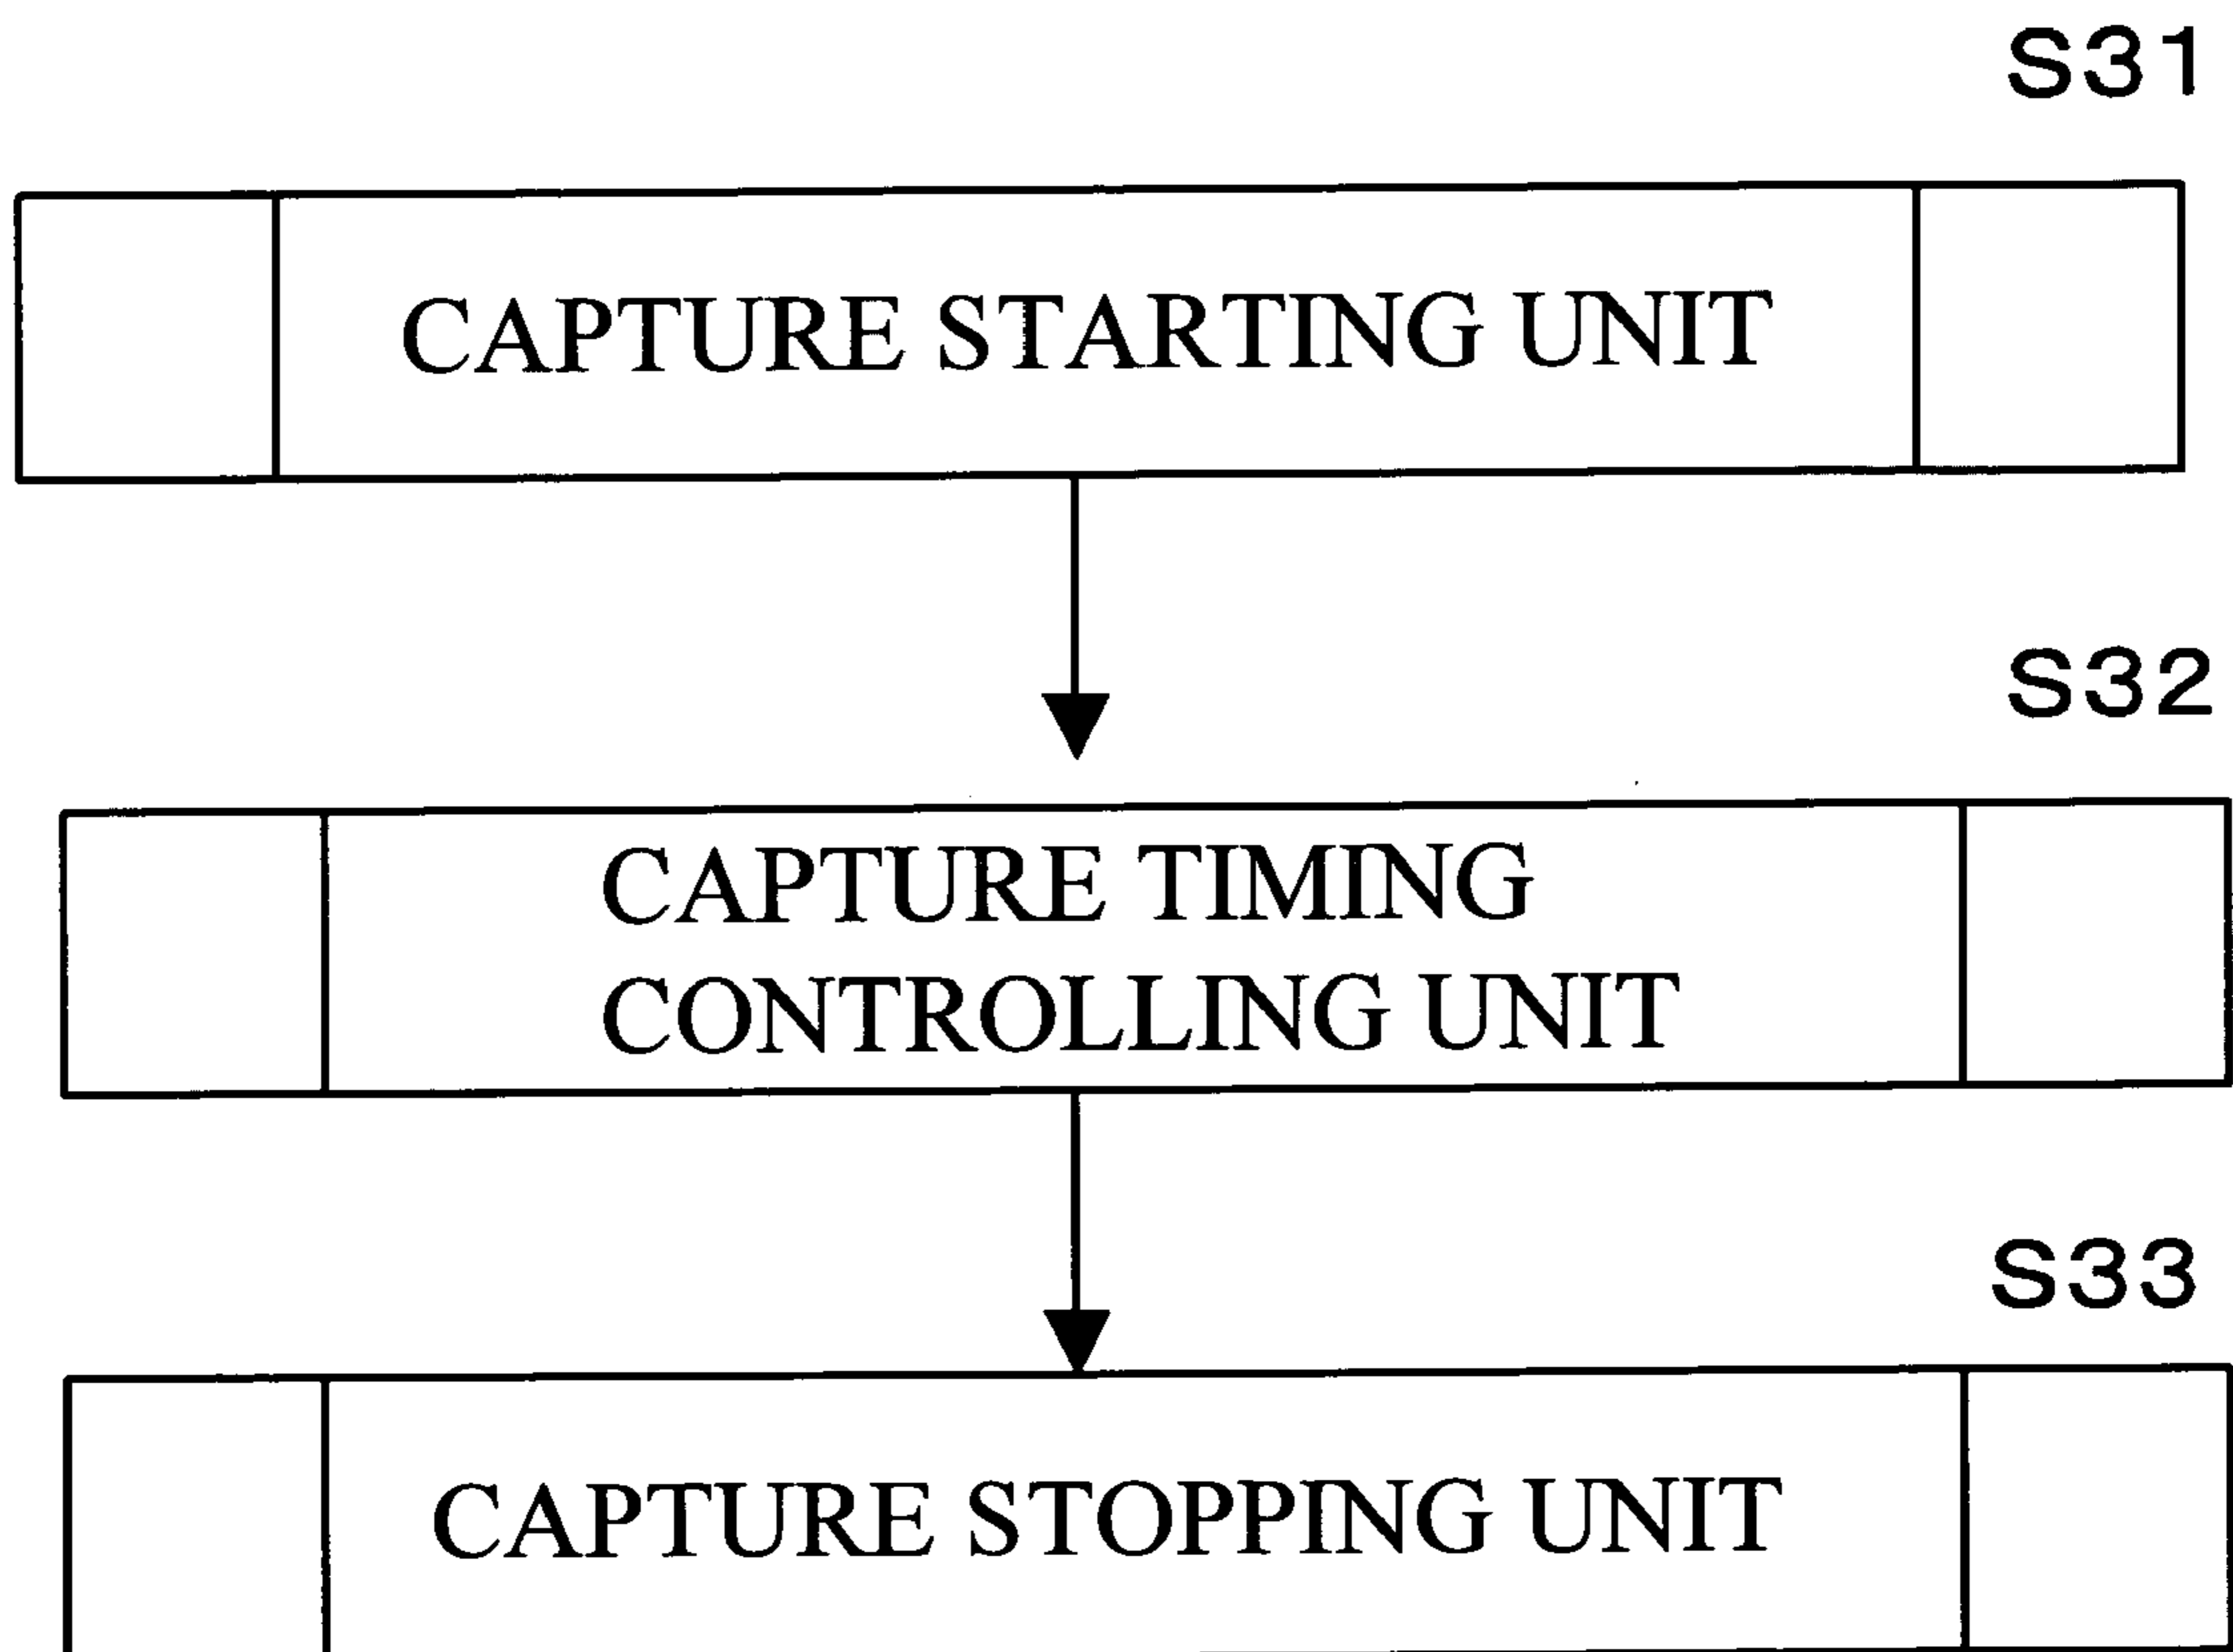 S31
CAPTURE STARTING UNIT
S32
CAPTURE TIMING
CONTROLLING UNIT
S33
CAPTURE STOPPING UNIT